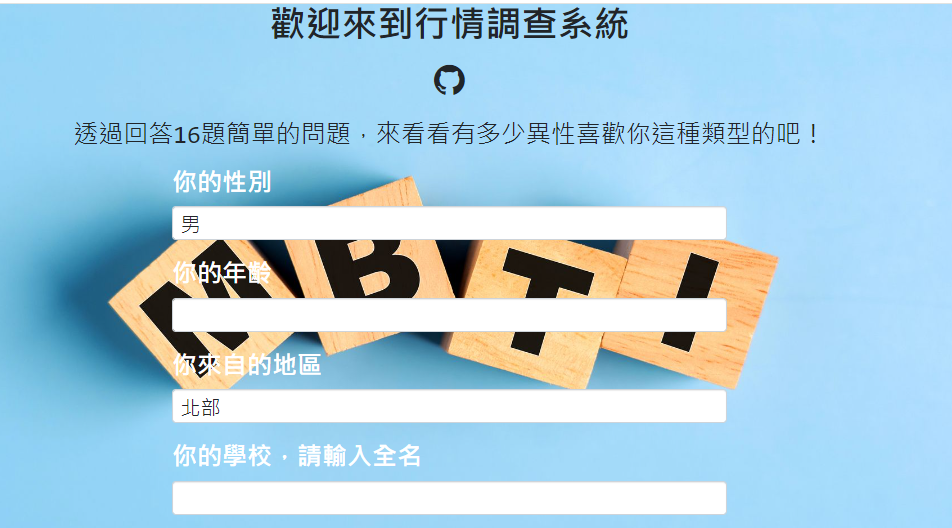 歡迎來到行情調查系統
透過回答16題簡單的問題，來看看有多少異性喜歡你這種類型的吧！
你的性別
男
你的年齡
你來自的地區
北部
你的學校，請輸入全名
M B T I